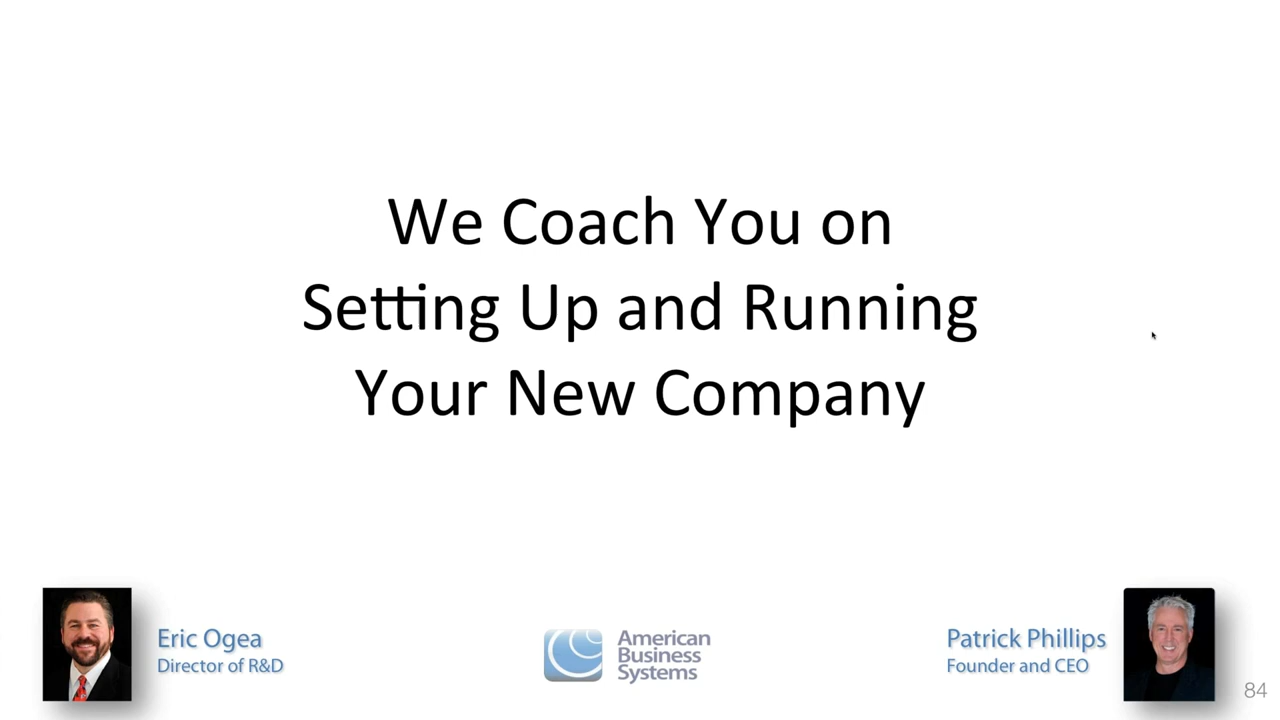 We Coach You on
Setting Up and Running
Your New Company
Eric Ogea
Director of R&D
American
Business
Systems
Patrick Phillips
Founder and CEO
84